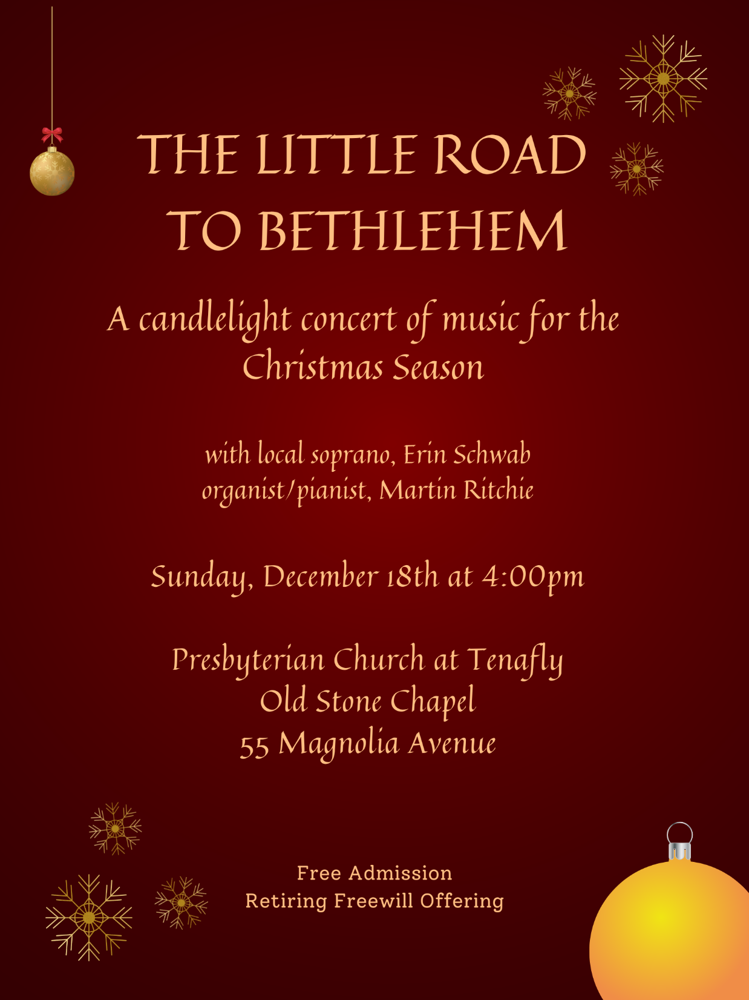 THE LITTLE ROAD
TO BETHLEHEM
A candlelight concert of music for the
Christmas Season
with local soprano, Erin Schwab
organist/pianist, Martin Ritchie
Sunday, December 18th at 4:00pm
Presbyterian Church at Tenafly
Old Stone Chapel
55 Magnolia Avenue
Free Admission
Retiring Freewill Offering